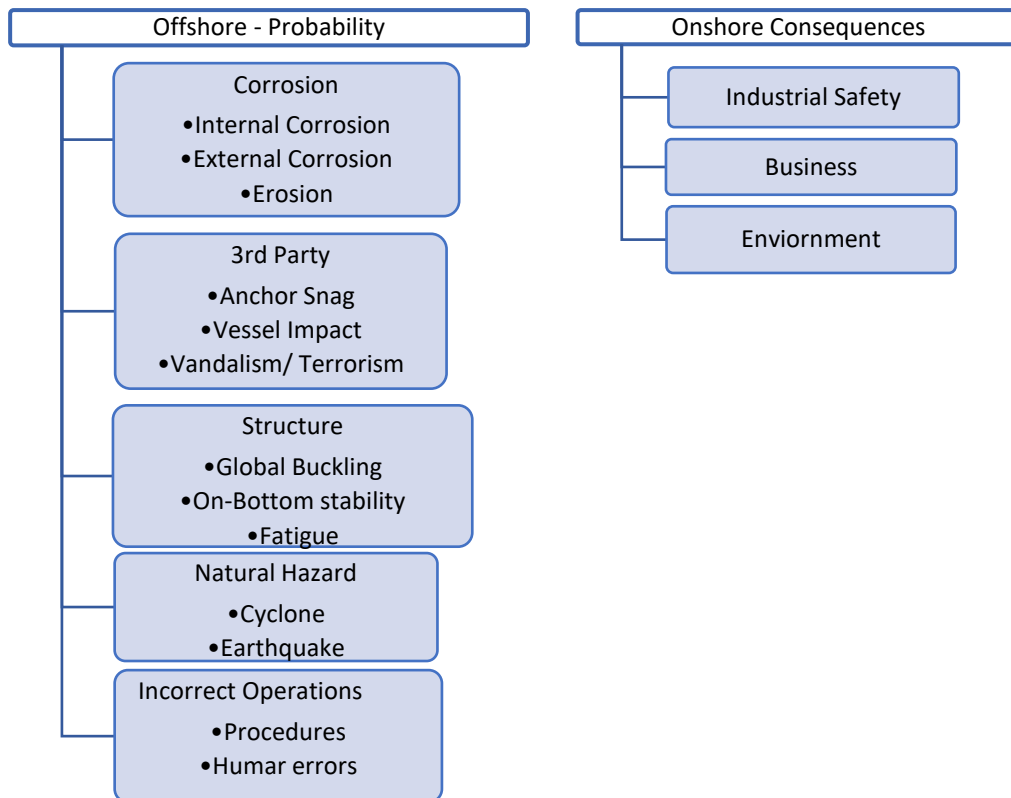 Offshore - Probability
Corrosion
•Internal Corrosion
•External Corrosion
•Erosion
3rd Party
•Anchor Snag
•Vessel Impact
•Vandalism/ Terrorism
Structure
•Global Buckling
•On-Bottom stability
•Fatigue
Natural Hazard
•Cyclone
•Earthquake
Incorrect Operations
•Procedures
•Humar errors
Onshore Consequences
Industrial Safety
Business
Enviornment